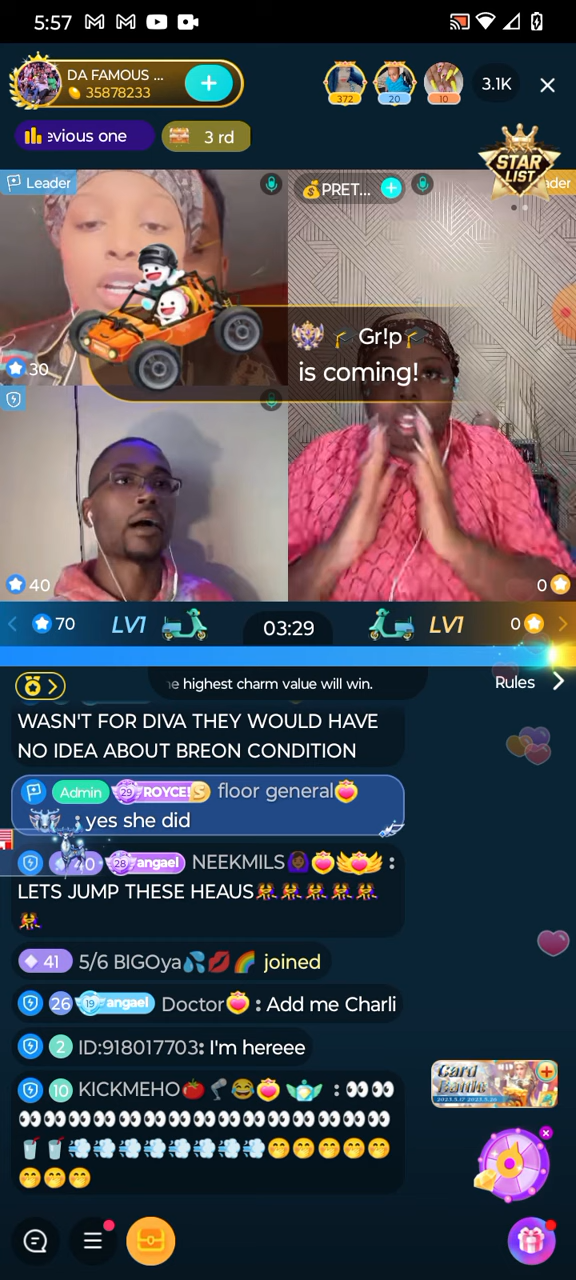 5:57
DA FAMOUS ...
35878233
372
20
10
3.1K
evious one
3 rd
STAR
LIST
Leader
PRET...
ader
Gr!p
is coming!
30
40
0
70
LV1
03:29
LV1
0
e highest charm value will win.
Rules
WASN'T FOR DIVA THEY WOULD HAVE
NO IDEA ABOUT BREON CONDITION
Admin 29 ROYCE S floor general
: yes she did
40 28 angael NEEKMILS :
LETS JUMP THESE HEAUS
41 5/6 BIGOya joined
26 19 angael Doctor : Add me Charli
2 ID:918017703: I'm hereee
10 KICKMEHO :
Card
Battle